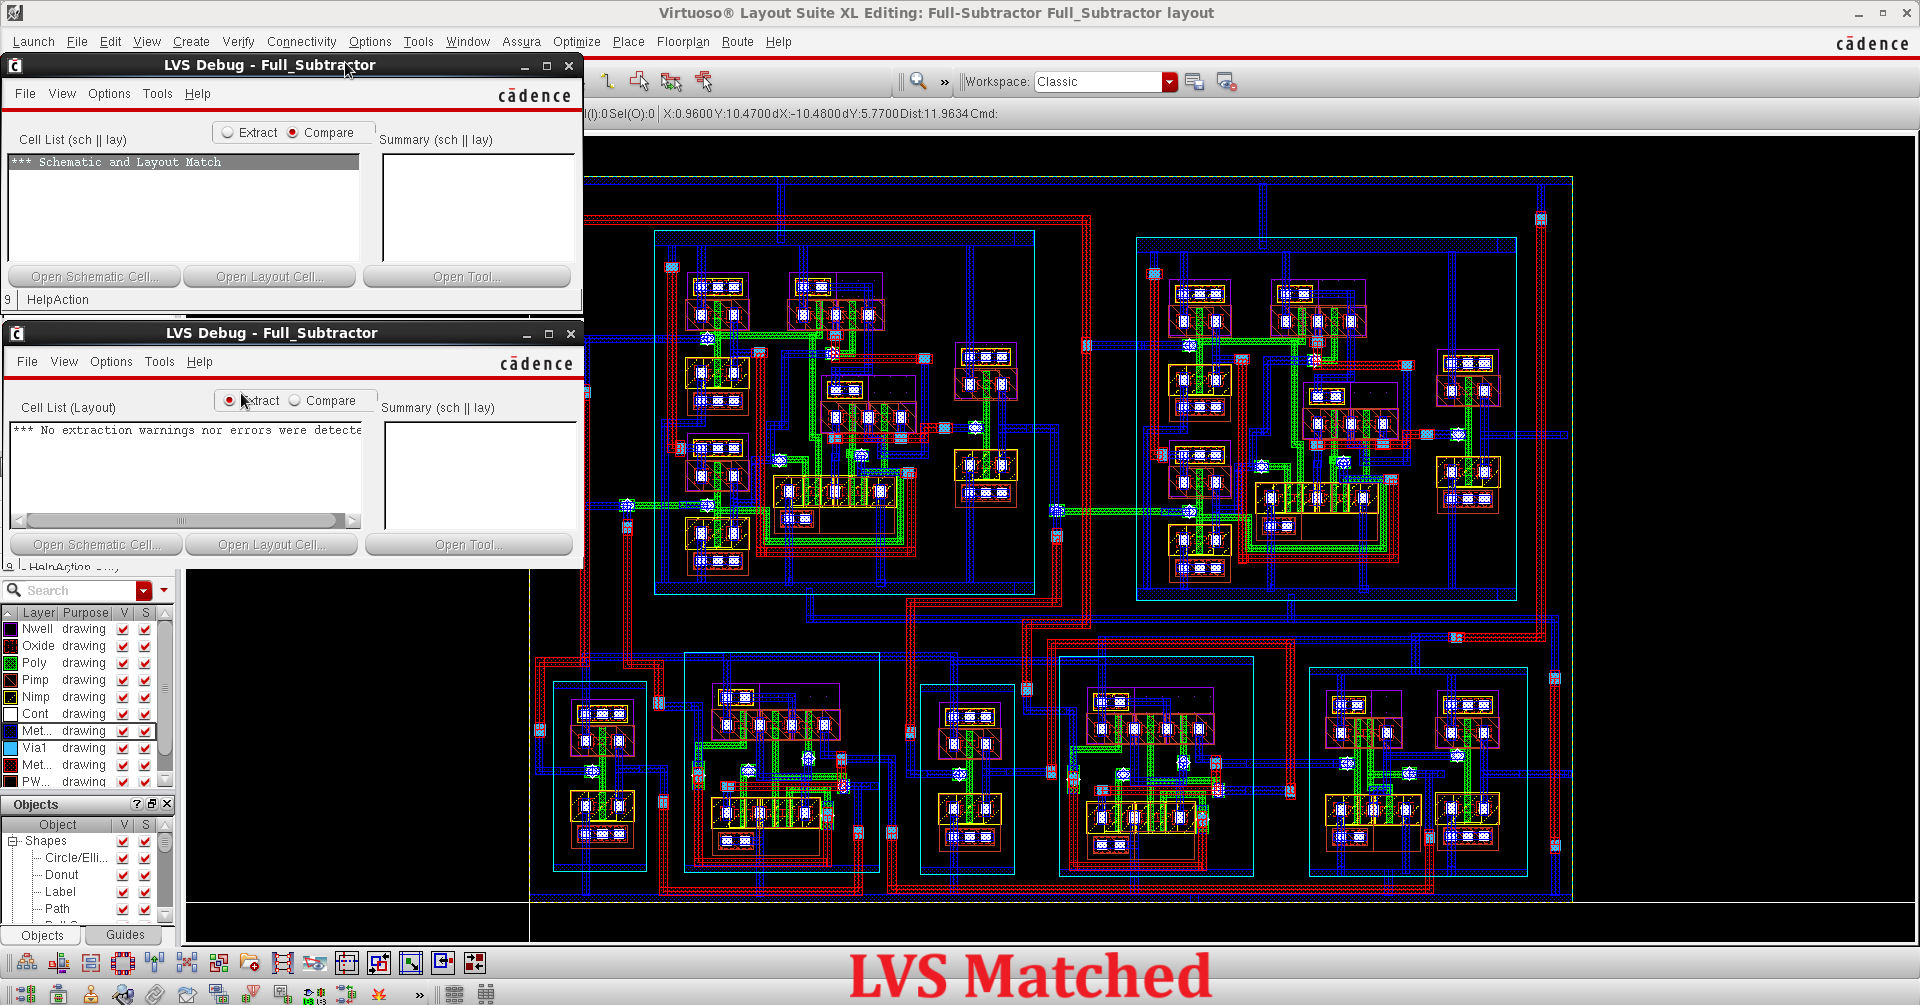 Virtuoso® Layout Suite XL Editing: Full-Subtractor Full_Subtractor layout
Launch File Edit View Create Verify Connectivity Options Tools Window Assura Optimize Place Floorplan Route Help
cādence
LVS Debug - Full_Subtractor
File View Options Tools Help
cādence
» Workspace: Classic
Sel(O):0 X:0.9600 Y:10.4700 dX:-10.4800 dY:5.7700 Dist:11.9634 Cmd:
Extract Compare
Cell List (sch || lay) Summary (sch || lay)
*** Schematic and Layout Match
Open Schematic Cell... Open Layout Cell... Open Tool...
9 HelpAction
LVS Debug - Full_Subtractor
File View Options Tools Help
cādence
Extract Compare
Cell List (Layout) Summary (sch || lay)
*** No extraction warnings nor errors were detecte
Open Schematic Cell... Open Layout Cell... Open Tool...
Search
Layer Purpose V S
Nwell drawing
Oxide drawing
Poly drawing
Pimp drawing
Nimp drawing
Cont drawing
Met... drawing
Via1 drawing
Met... drawing
PW... drawing
Objects
Object V S
Shapes
Circle/Elli...
Donut
Label
Path
Objects Guides
LVS Matched
»